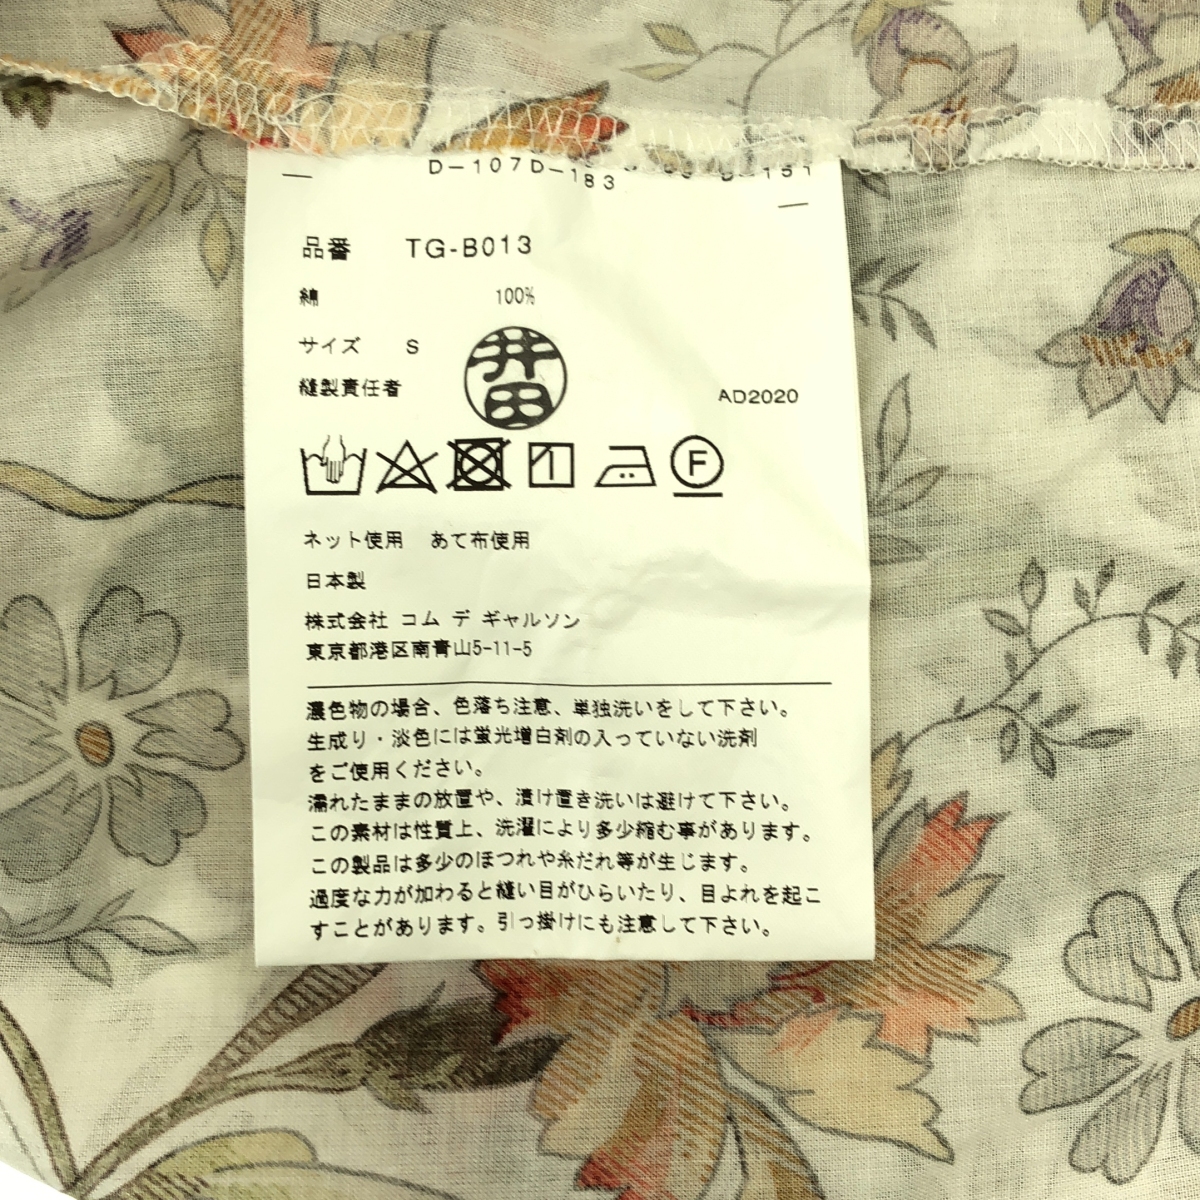 D-107D-183 151
品番 TG-B013
綿 100%
サイズ S
縫製責任者 井田
AD2020
F
ネット使用 あて布使用
日本製
株式会社 コム デ ギャルソン
東京都港区南青山5-11-5
濃色物の場合、色落ち注意、単独洗いをして下さい。
生成り・淡色には蛍光増白剤の入っていない洗剤
をご使用ください。
濡れたままの放置や、漬け置き洗いは避けて下さい。
この素材は性質上、洗濯により多少縮む事があります。
この製品は多少のほつれや糸だれ等が生じます。
過度な力が加わると縫い目がひらいたり、目よれを起こ
すことがあります。引っ掛けにも注意して下さい。